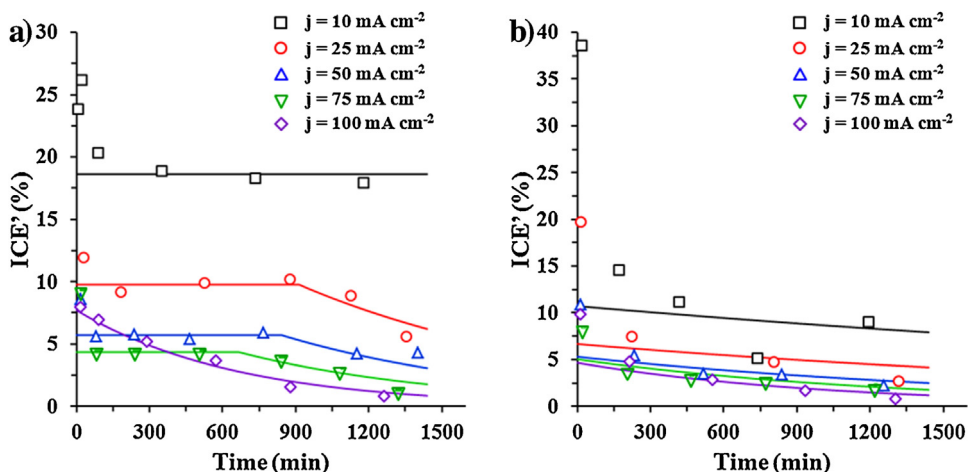 a)
ICE' (%)
30
25
20
15
10
5
0
j = 10 mA cm-2
j = 25 mA cm-2
j = 50 mA cm-2
j = 75 mA cm-2
j = 100 mA cm-2
0 300 600 900 1200 1500
Time (min)
b)
ICE' (%)
40
35
30
25
20
15
10
5
0
j = 10 mA cm-2
j = 25 mA cm-2
j = 50 mA cm-2
j = 75 mA cm-2
j = 100 mA cm-2
0 300 600 900 1200 1500
Time (min)